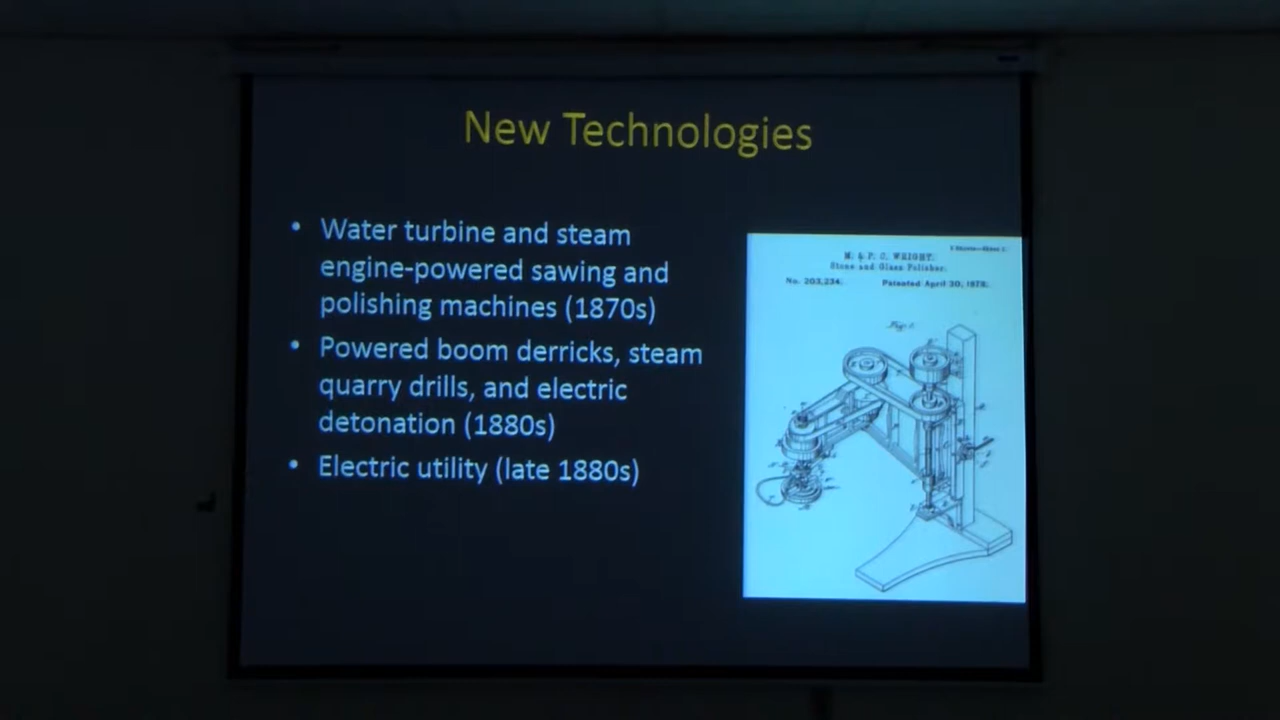 New Technologies
• Water turbine and steam
engine-powered sawing and
polishing machines (1870s)
• Powered boom derricks, steam
quarry drills, and electric
detonation (1880s)
• Electric utility (late 1880s)
M. & P. C. WRIGHT.
Stone and Glass Polisher.
No. 203,234. Patented April 30, 1878.